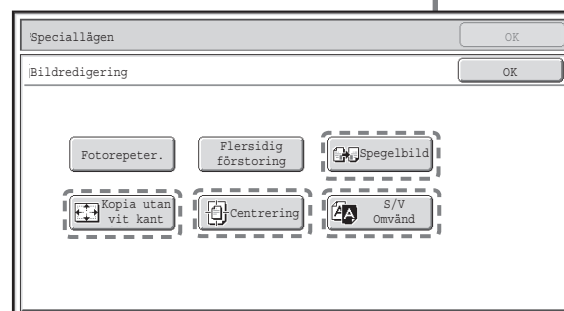 Speciallägen
OK
Bildredigering
OK
Fotorepeter.
Flersidig
förstoring
Spegelbild
Kopia utan
vit kant
Centrering
S/V
Omvänd